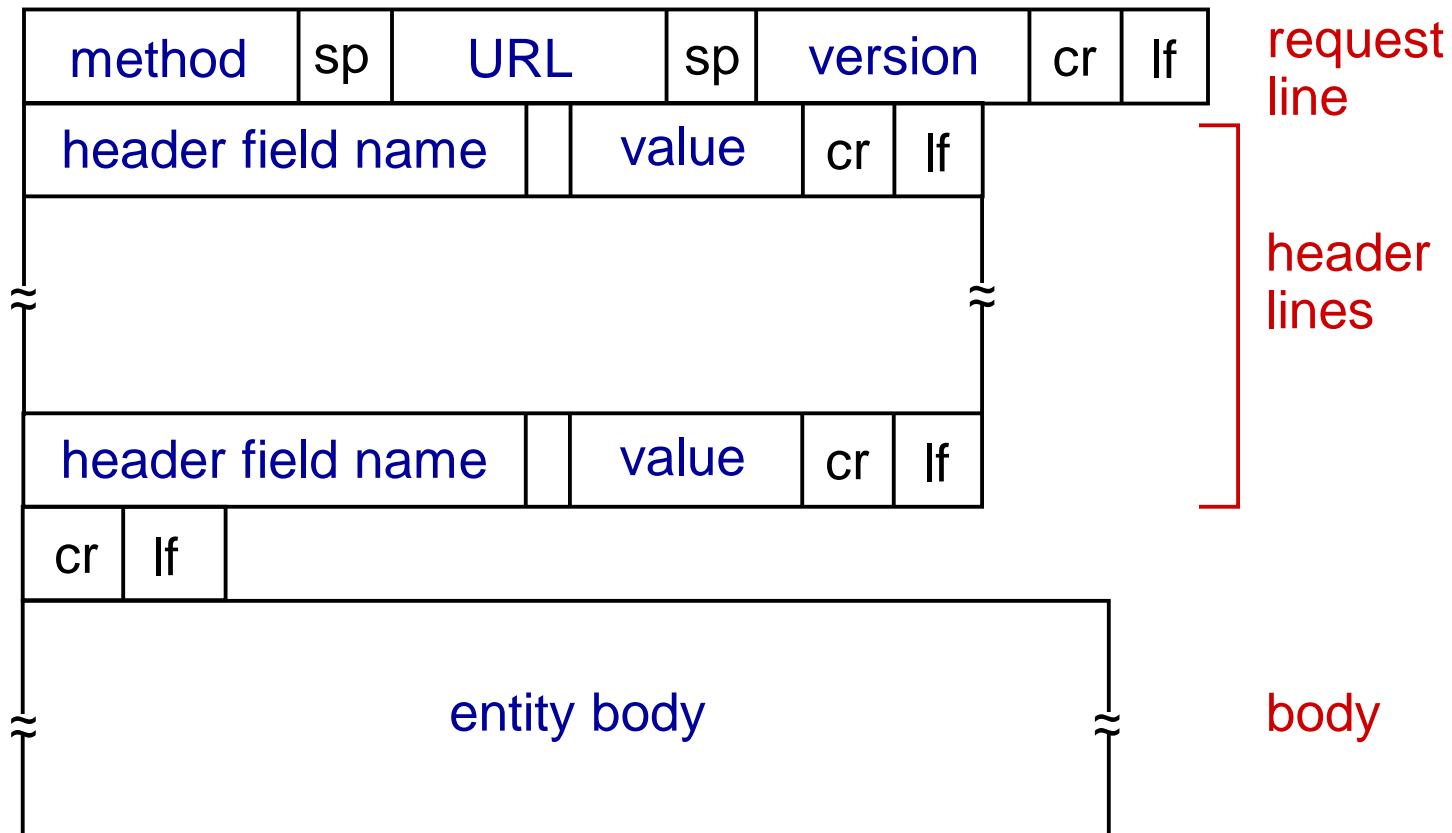 method sp URL sp version cr lf request
line
header field name value cr lf
header
lines
header field name value cr lf
cr lf
entity body body